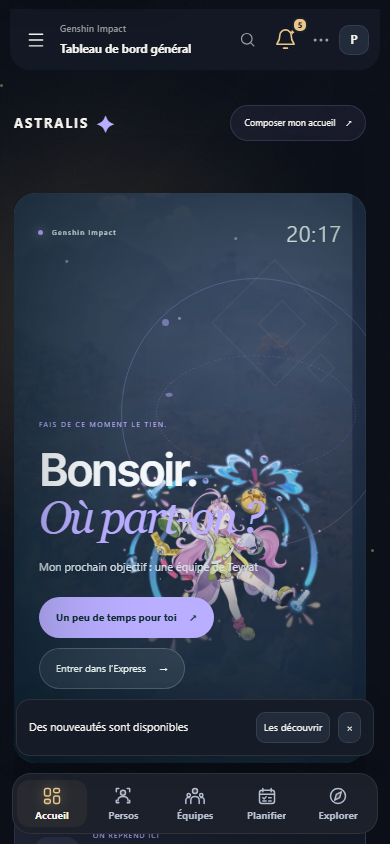 Genshin Impact
Tableau de bord général
5
P
ASTRALIS
Composer mon accueil ↗
Genshin Impact
20:17
FAIS DE CE MOMENT LE TIEN.
Bonsoir.
Où part-on ?
Mon prochain objectif : une équipe de Teyvat
Un peu de temps pour toi ↗
Entrer dans l'Express →
Des nouveautés sont disponibles
Les découvrir
×
Accueil
Persos
Équipes
Planifier
Explorer
ON REPREND ICI